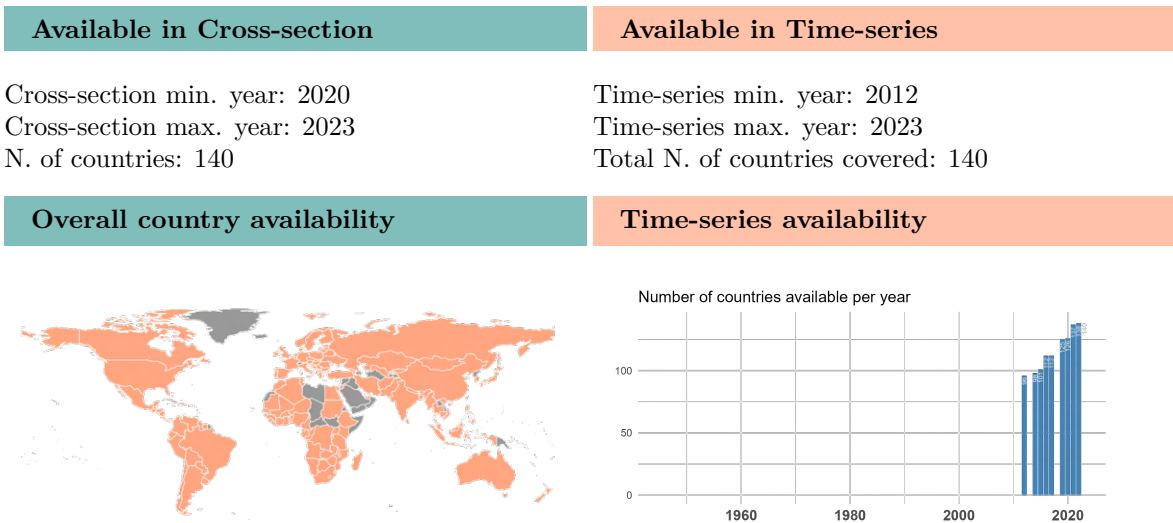 Available in Cross-section
Available in Time-series
Cross-section min. year: 2020
Cross-section max. year: 2023
N. of countries: 140
Time-series min. year: 2012
Time-series max. year: 2023
Total N. of countries covered: 140
Overall country availability
Time-series availability
Number of countries available per year
100
50
0
1960
1980
2000
2020